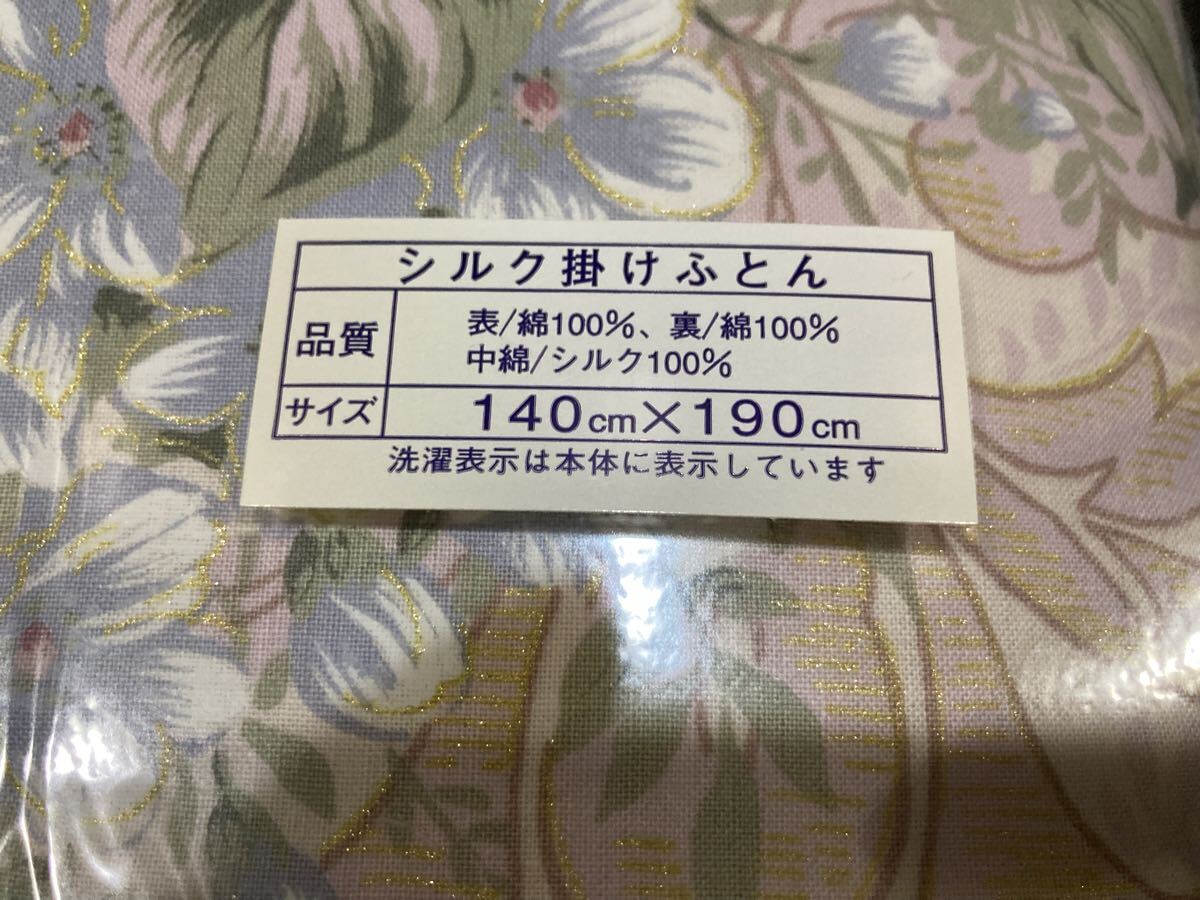 シルク掛けふとん
品質
表/綿100%、裏/綿100%
中綿/シルク100%
サイズ
140cm×190cm
洗濯表示は本体に表示しています